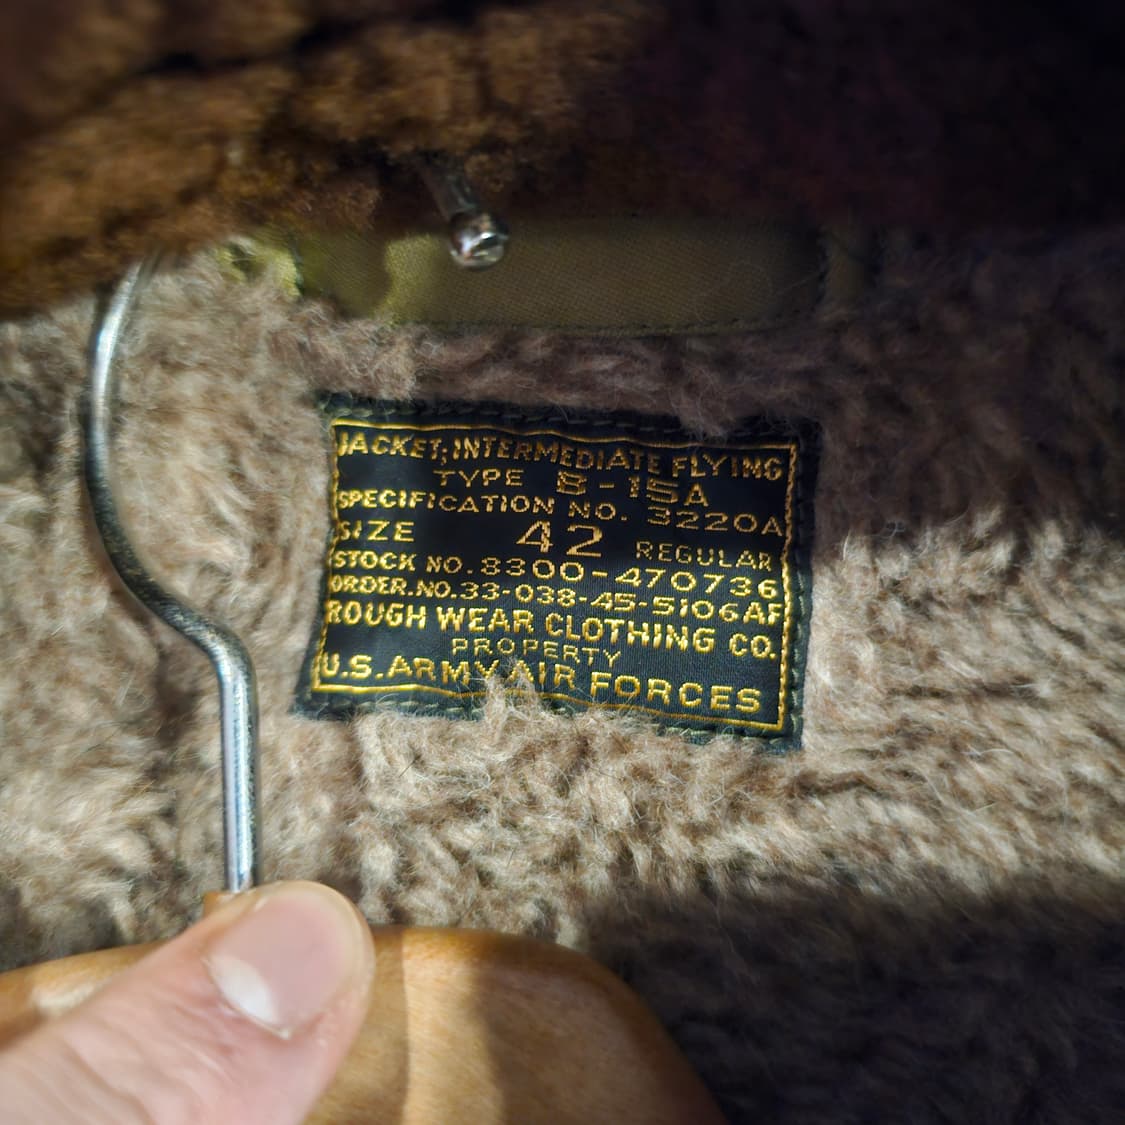 JACKET; INTERMEDIATE FLYING
TYPE B-15A
SPECIFICATION NO. 3220A
SIZE 42 REGULAR
STOCK NO. 8300-470736
ORDER. NO. 33-038-45-5106AF
ROUGH WEAR CLOTHING CO.
PROPERTY
U.S. ARMY AIR FORCES